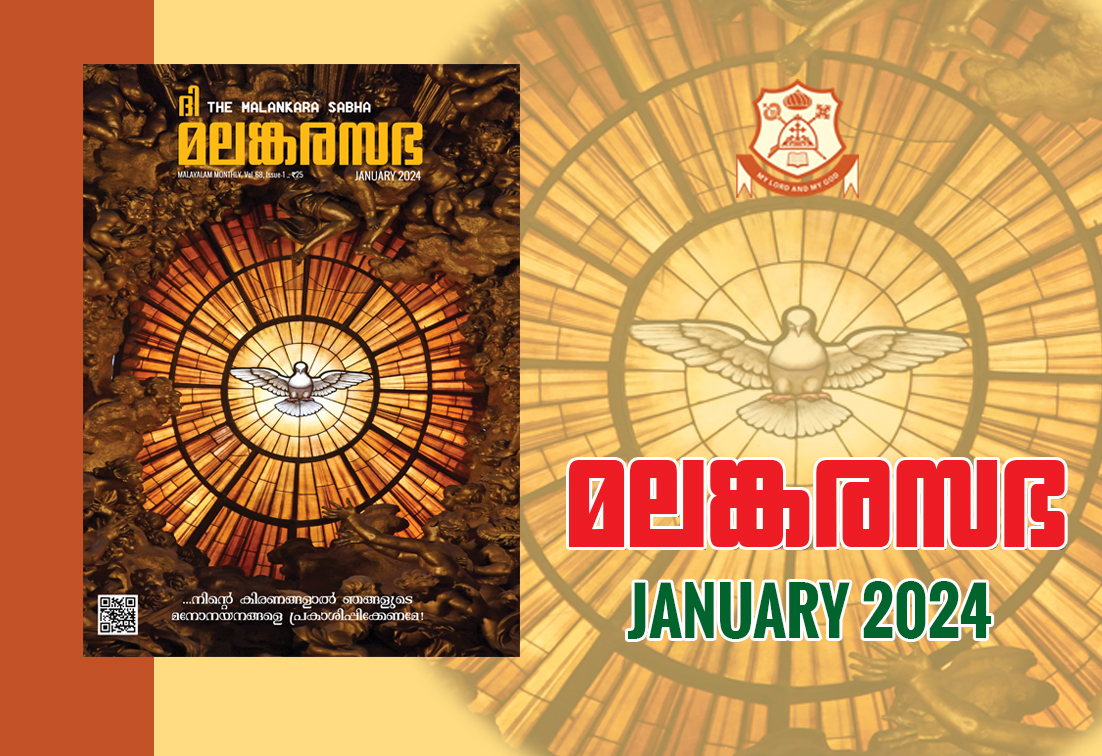 ദി THE MALANKARA SABHA
മലങ്കരസഭ
MALAYALAM MONTHLY, Vol.68, Issue-1 .: ₹25
JANUARY 2024
...നിന്റെ കിരണങ്ങളാൽ ഞങ്ങളുടെ
മനോനയനങ്ങളെ പ്രകാശിപ്പിക്കേണമേ!
MY LORD AND MY GOD
മലങ്കരസഭ
JANUARY 2024